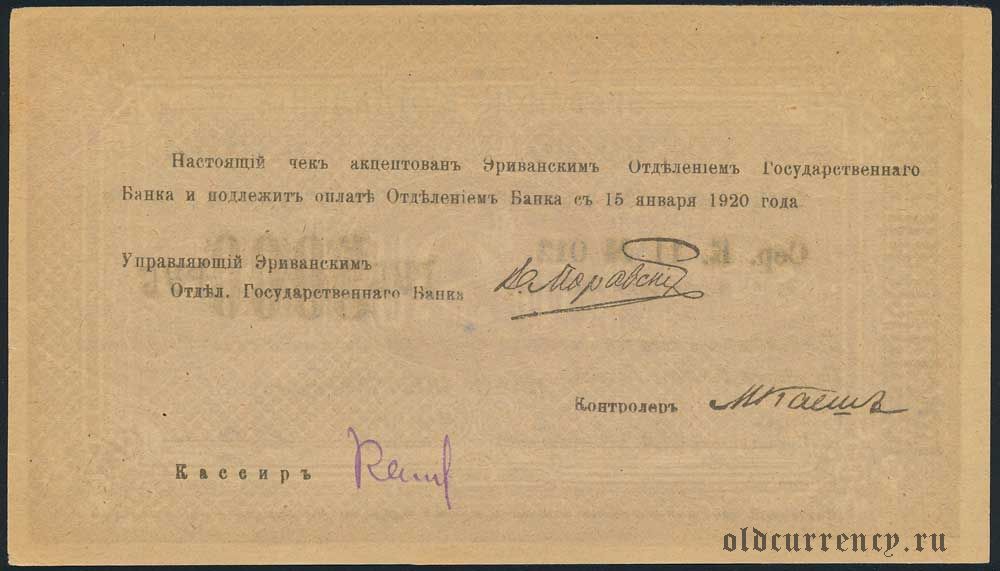 Настоящій чекъ акцептованъ Эриванскимъ Отдѣленіемъ Государственнаго
Банка и подлежитъ оплатѣ Отдѣленіемъ Банка съ 15 января 1920 года
Управляющій Эриванскимъ
Отдѣл. Государственнаго Банка
Контролеръ
Кассиръ
oldcurrency.ru